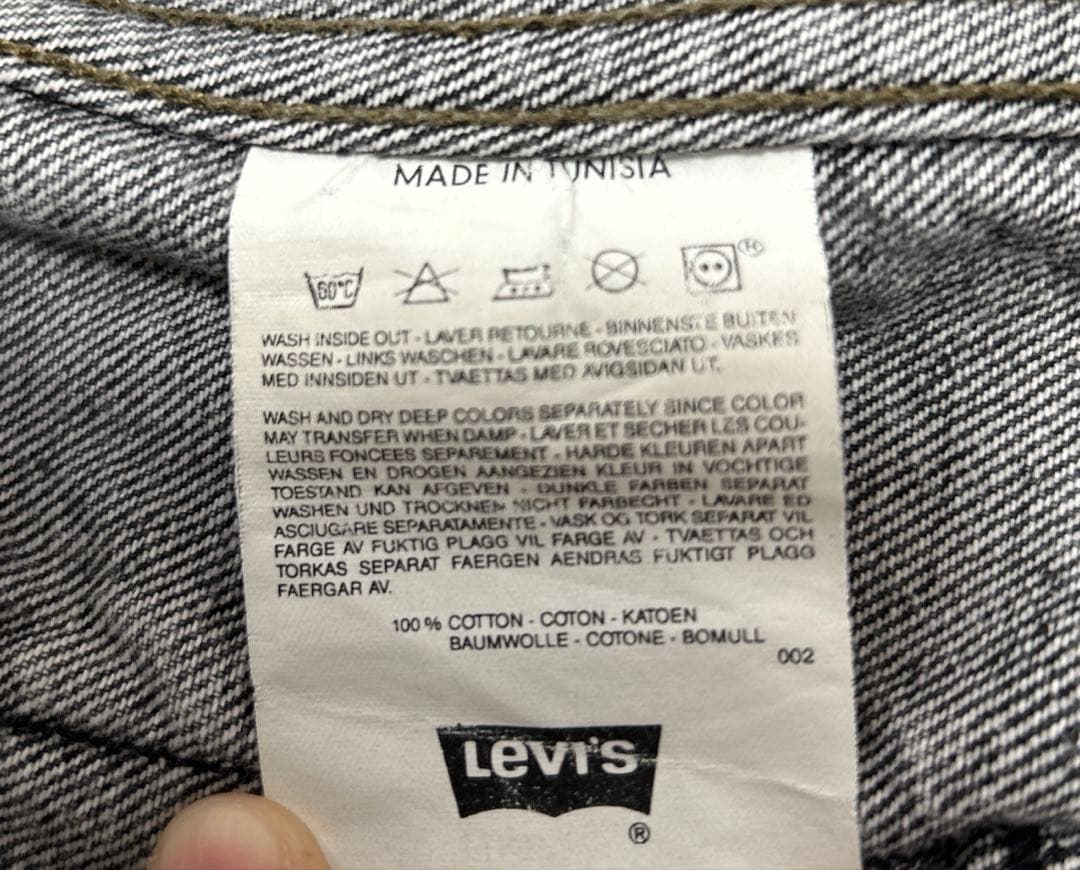 MADE IN TUNISIA
60°C
WASH INSIDE OUT - LAVER RETOURNE - BINNENSTE BUITEN
WASSEN - LINKS WASCHEN - LAVARE ROVESCIATO - VASKES
MED INNSIDEN UT - TVAETTAS MED AVIGSIDAN UT.
WASH AND DRY DEEP COLORS SEPARATELY SINCE COLOR
MAY TRANSFER WHEN DAMP - LAVER ET SECHER LES COU-
LEURS FONCEES SEPAREMENT - HARDE KLEUREN APART
WASSEN EN DROGEN AANGEZIEN KLEUR IN VOCHTIGE
TOESTAND KAN AFGEVEN - DUNKLE FARBEN SEPARAT
WASHEN UND TROCKNEN NICHT FARBECHT - LAVARE ED
ASCIUGARE SEPARATAMENTE - VASK OG TORK SEPARAT VIL
FARGE AV FUKTIG PLAGG VIL FARGE AV - TVAETTAS OCH
TORKAS SEPARAT FAERGEN AENDRAS FUKTIGT PLAGG
FAERGAR AV.
100 % COTTON - COTON - KATOEN
BAUMWOLLE - COTONE - BOMULL
002
Levi's
®